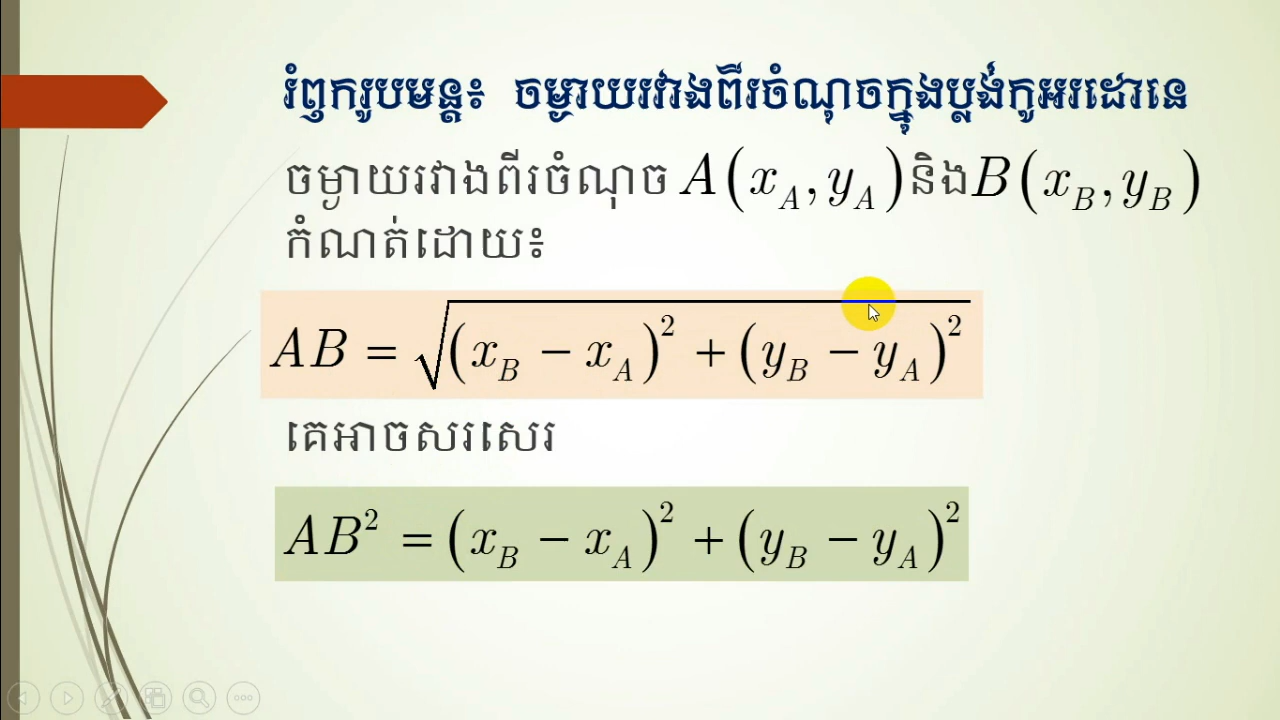 រំឭករូបមន្ត៖ ចម្ងាយរវាងពីរចំណុចក្នុងប្លង់កូអរដោនេ
ចម្ងាយរវាងពីរចំណុច A(x_A, y_A) និង B(x_B, y_B)
កំណត់ដោយ៖
AB = √((x_B − x_A)² + (y_B − y_A)²)
គេអាចសរសេរ
AB² = (x_B − x_A)² + (y_B − y_A)²